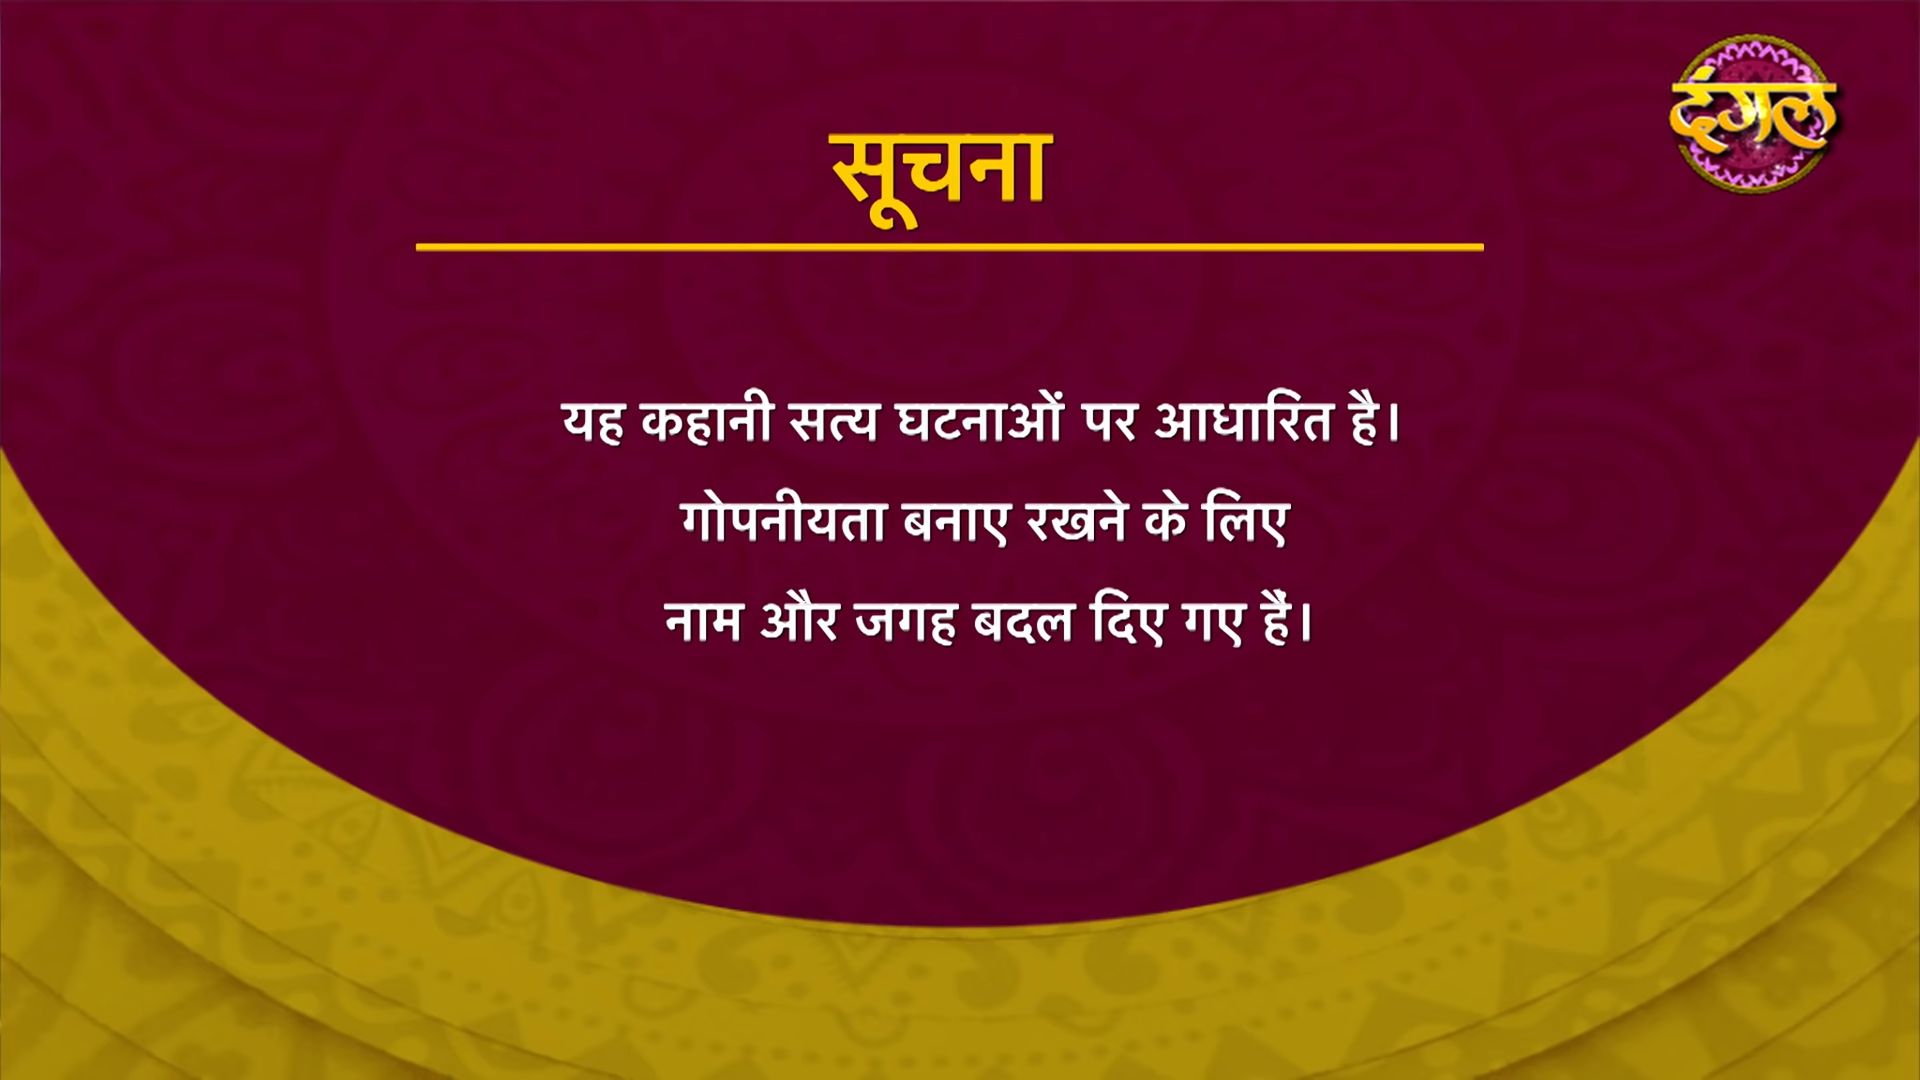 दंगल
सूचना
यह कहानी सत्य घटनाओं पर आधारित है।
गोपनीयता बनाए रखने के लिए
नाम और जगह बदल दिए गए हैं।